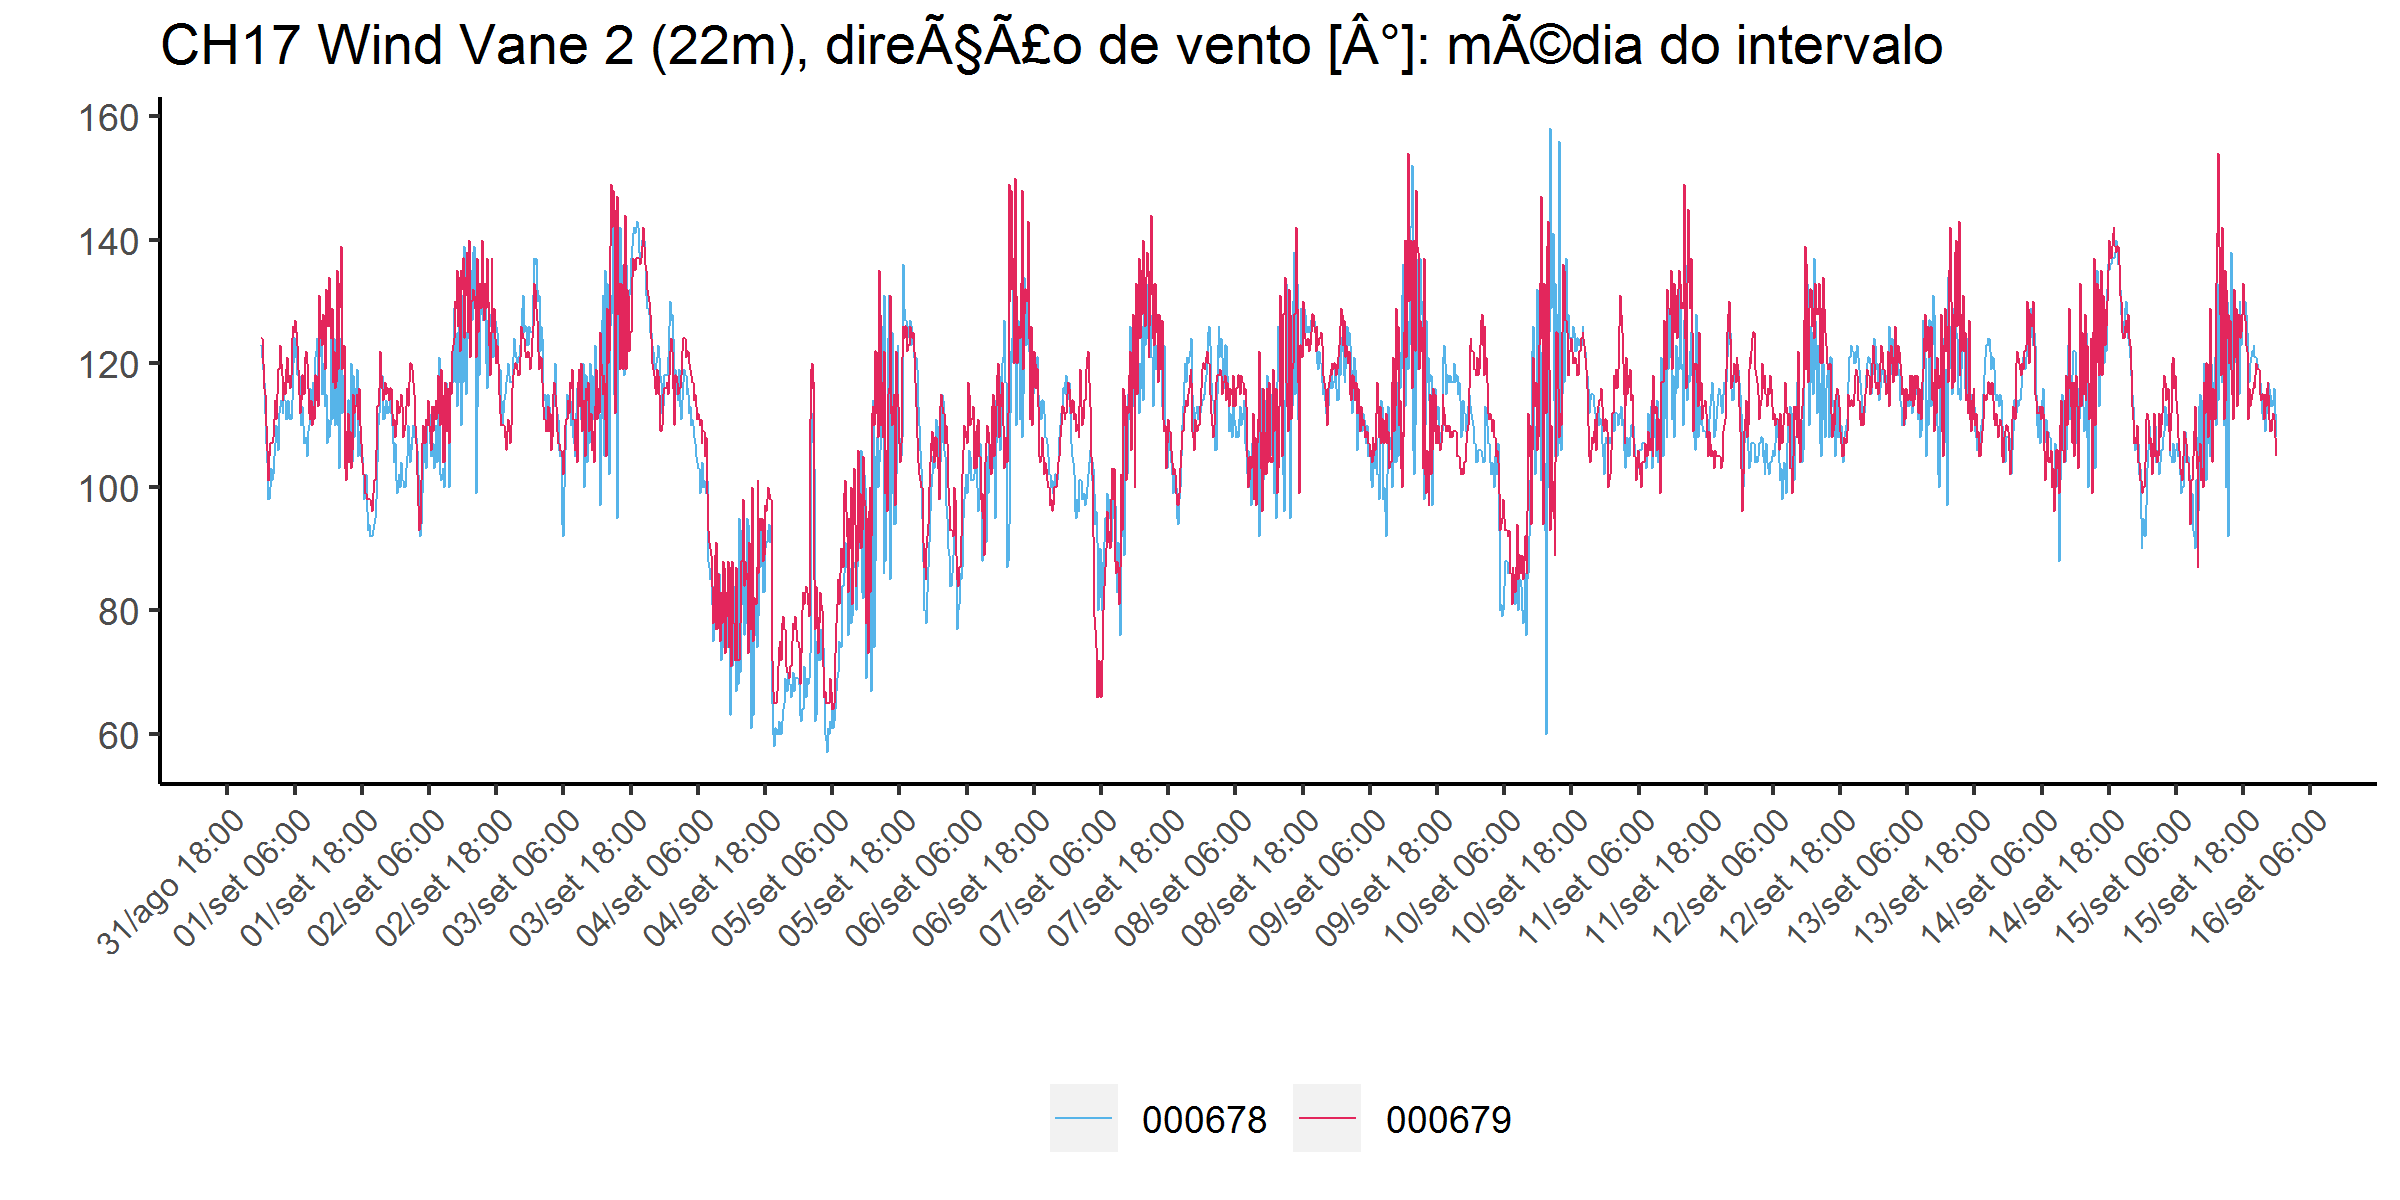 CH17 Wind Vane 2 (22m), direÃ§Ã£o de vento [Â°]: mÃ©dia do intervalo
160
140
120
100
80
60
31/ago 18:00
01/set 06:00
01/set 18:00
02/set 06:00
02/set 18:00
03/set 06:00
03/set 18:00
04/set 06:00
04/set 18:00
05/set 06:00
05/set 18:00
06/set 06:00
06/set 18:00
07/set 06:00
07/set 18:00
08/set 06:00
08/set 18:00
09/set 06:00
09/set 18:00
10/set 06:00
10/set 18:00
11/set 06:00
11/set 18:00
12/set 06:00
12/set 18:00
13/set 06:00
13/set 18:00
14/set 06:00
14/set 18:00
15/set 06:00
15/set 18:00
16/set 06:00
000678
000679